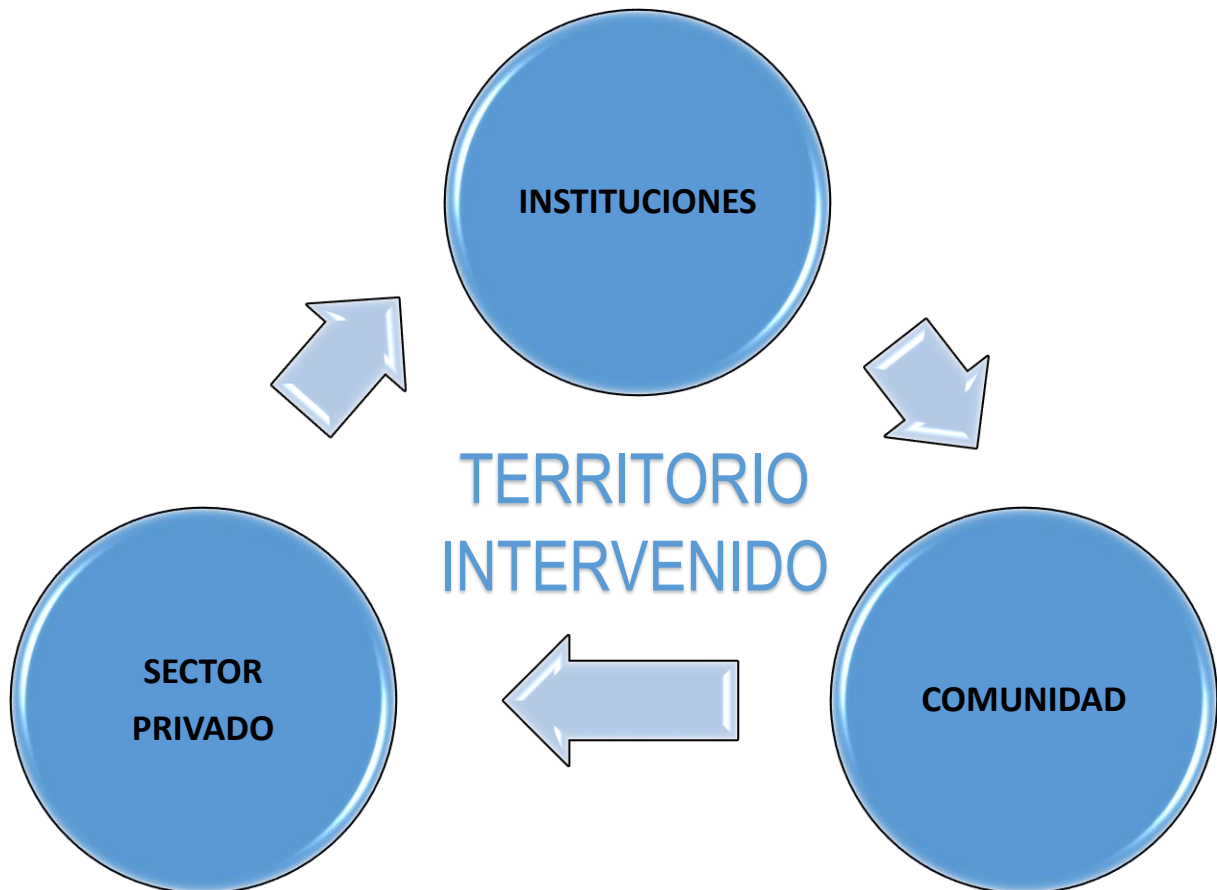 INSTITUCIONES
TERRITORIO
INTERVENIDO
SECTOR
PRIVADO
COMUNIDAD